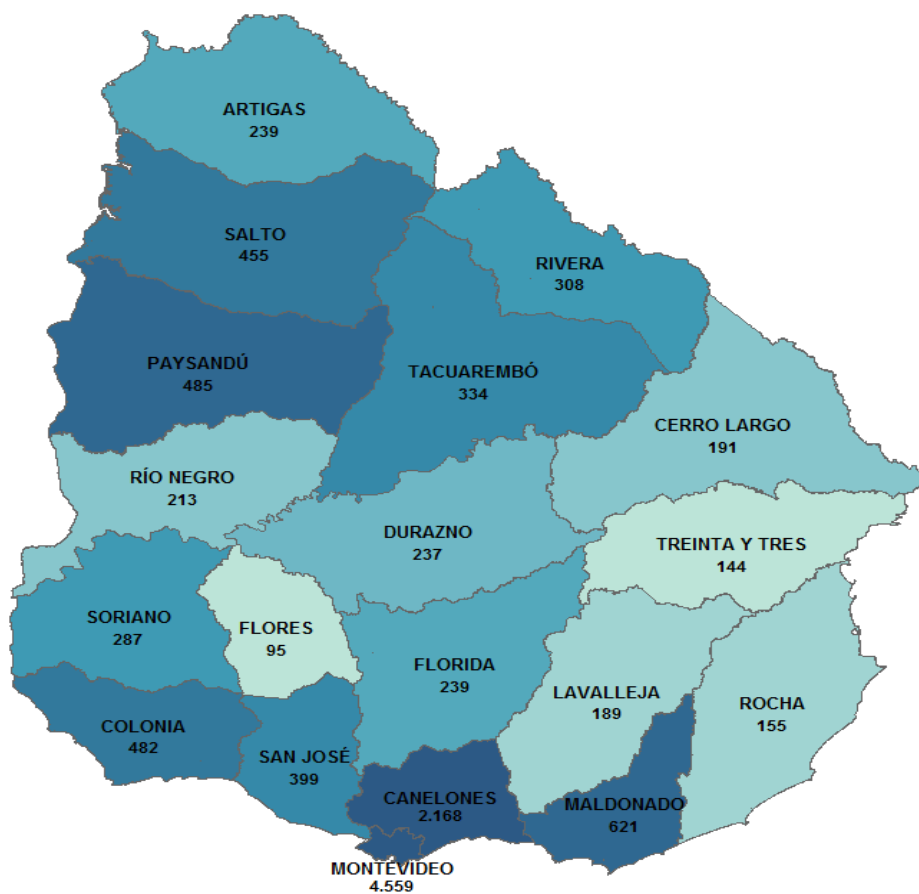 ARTIGAS
239
SALTO
455
RIVERA
308
PAYSANDÚ
485
TACUAREMBÓ
334
CERRO LARGO
191
RÍO NEGRO
213
DURAZNO
237
TREINTA Y TRES
144
SORIANO
287
FLORES
95
FLORIDA
239
LAVALLEJA
189
ROCHA
155
COLONIA
482
SAN JOSÉ
399
CANELONES
2.168
MALDONADO
621
MONTEVIDEO
4.559